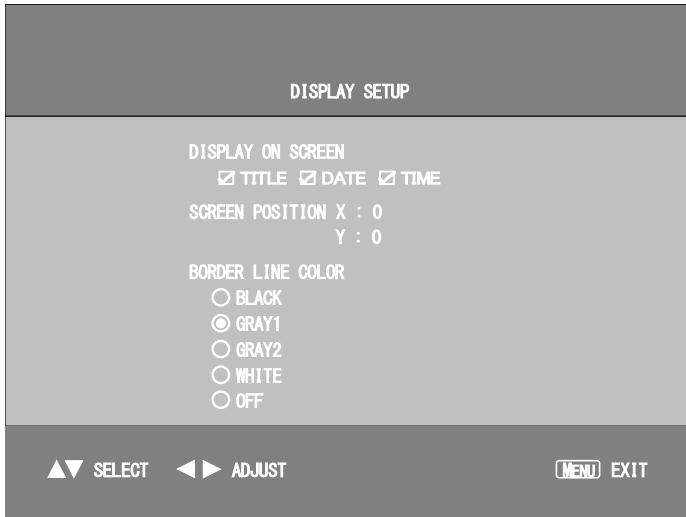 DISPLAY SETUP
DISPLAY ON SCREEN
TITLE DATE TIME
SCREEN POSITION X : 0
Y : 0
BORDER LINE COLOR
BLACK
GRAY1
GRAY2
WHITE
OFF
SELECT ADJUST MENU EXIT